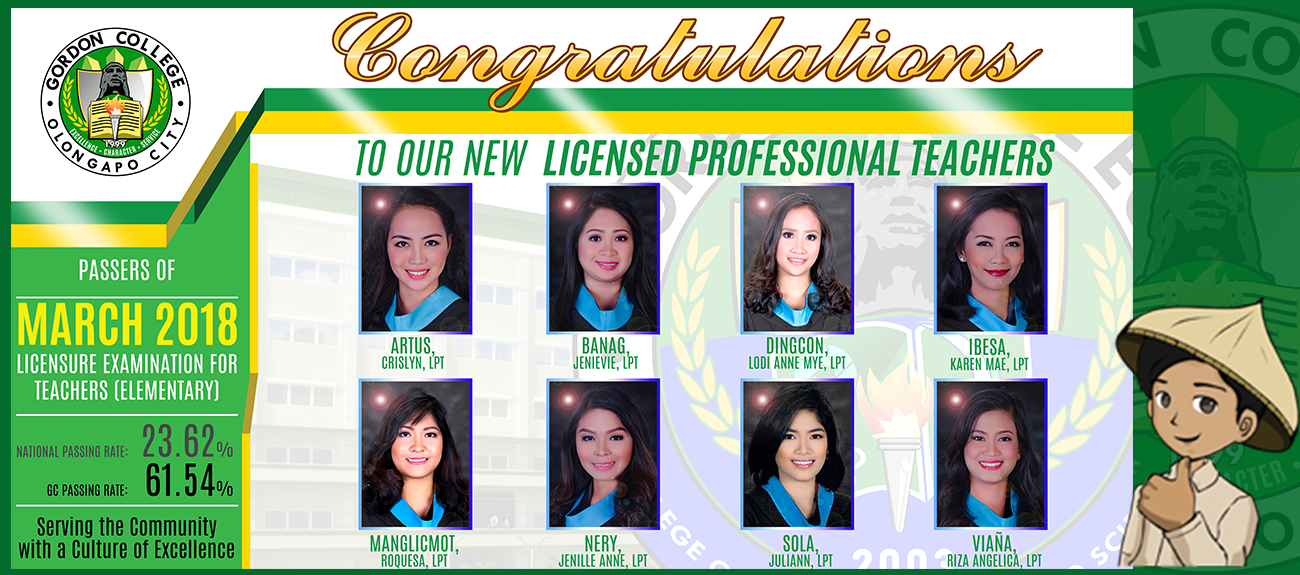 GORDON COLLEGE
EXCELLENCE • CHARACTER • SERVICE
1999
• OLONGAPO CITY •
Congratulations
TO OUR NEW LICENSED PROFESSIONAL TEACHERS
PASSERS OF
MARCH 2018
LICENSURE EXAMINATION FOR
TEACHERS (ELEMENTARY)
NATIONAL PASSING RATE: 23.62%
GC PASSING RATE: 61.54%
Serving the Community
with a Culture of Excellence
ARTUS,
CRISLYN, LPT
BANAG,
JENIEVIE, LPT
DINGCON,
LODI ANNE MYE, LPT
IBESA,
KAREN MAE, LPT
MANGLICMOT,
ROQUESA, LPT
NERY,
JENILLE ANNE, LPT
SOLA,
JULIANN, LPT
VIAÑA,
RIZA ANGELICA, LPT
2003